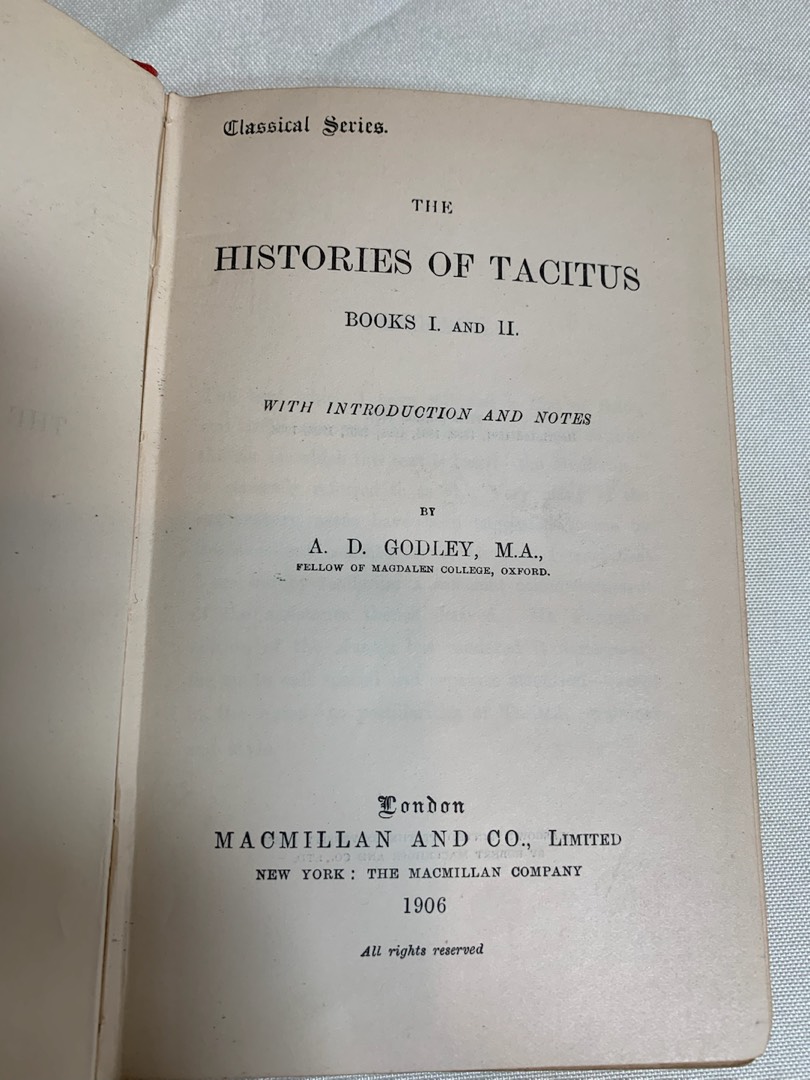 Classical Series.
THE
HISTORIES OF TACITUS
BOOKS I. AND II.
WITH INTRODUCTION AND NOTES
BY
A. D. GODLEY, M.A.,
FELLOW OF MAGDALEN COLLEGE, OXFORD.
London
MACMILLAN AND CO., LIMITED
NEW YORK: THE MACMILLAN COMPANY
1906
All rights reserved